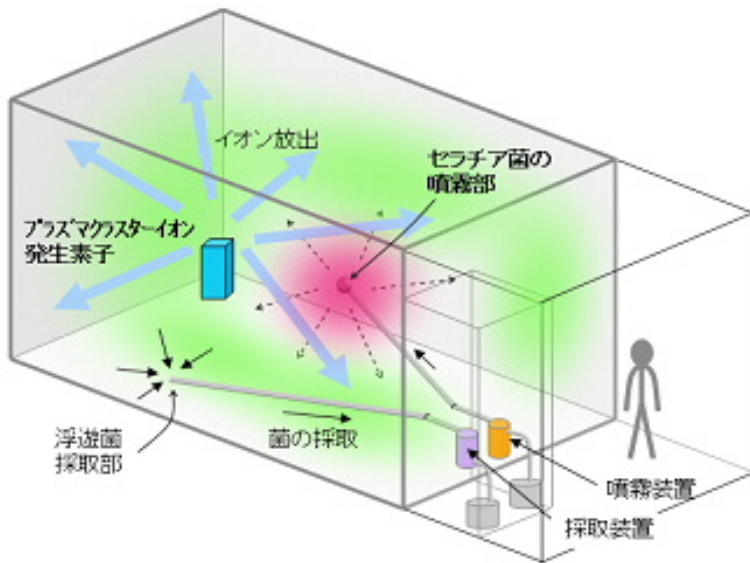 イオン放出
セラチア菌の
噴霧部
プラズマクラスターイオン
発生素子
浮遊菌
採取部
菌の採取
噴霧装置
採取装置